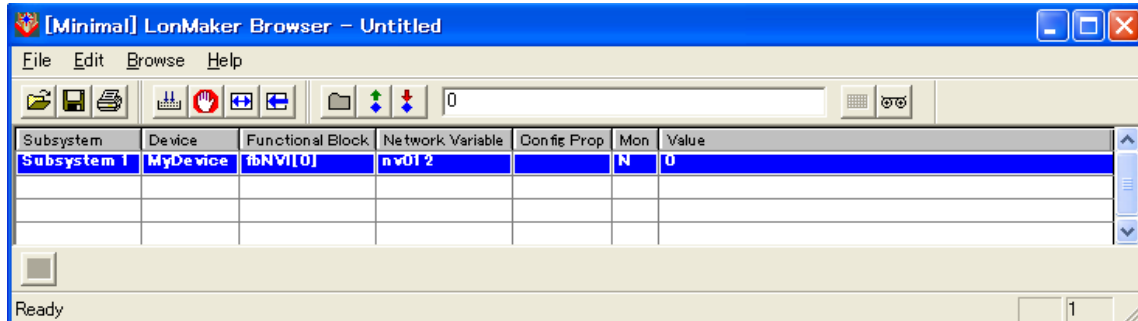 [Minimal] LonMaker Browser - Untitled
File Edit Browse Help
0
Subsystem Device Functional Block Network Variable Config Prop Mon Value
Subsystem 1 MyDevice fbNVI[0] nv012 N 0
Ready 1